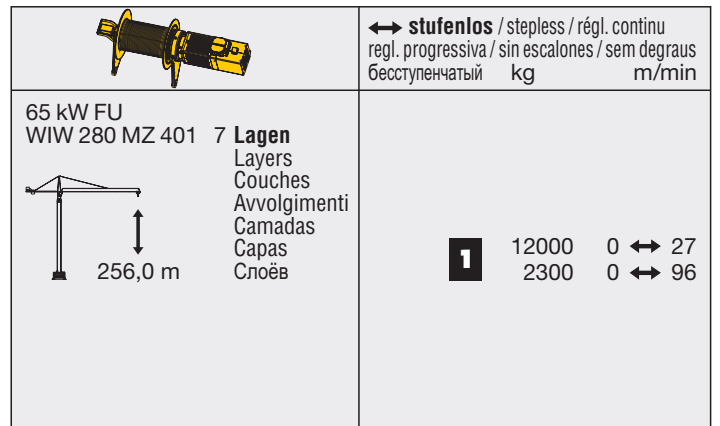 ↔ stufenlos / stepless / régl. continu
regl. progressiva / sin escalones / sem degraus
бесступенчатый kg m/min
65 kW FU
WIW 280 MZ 401 7 Lagen
Layers
Couches
Avvolgimenti
Camadas
Capas
256,0 m Слоёв
1 12000 0 ↔ 27
2300 0 ↔ 96